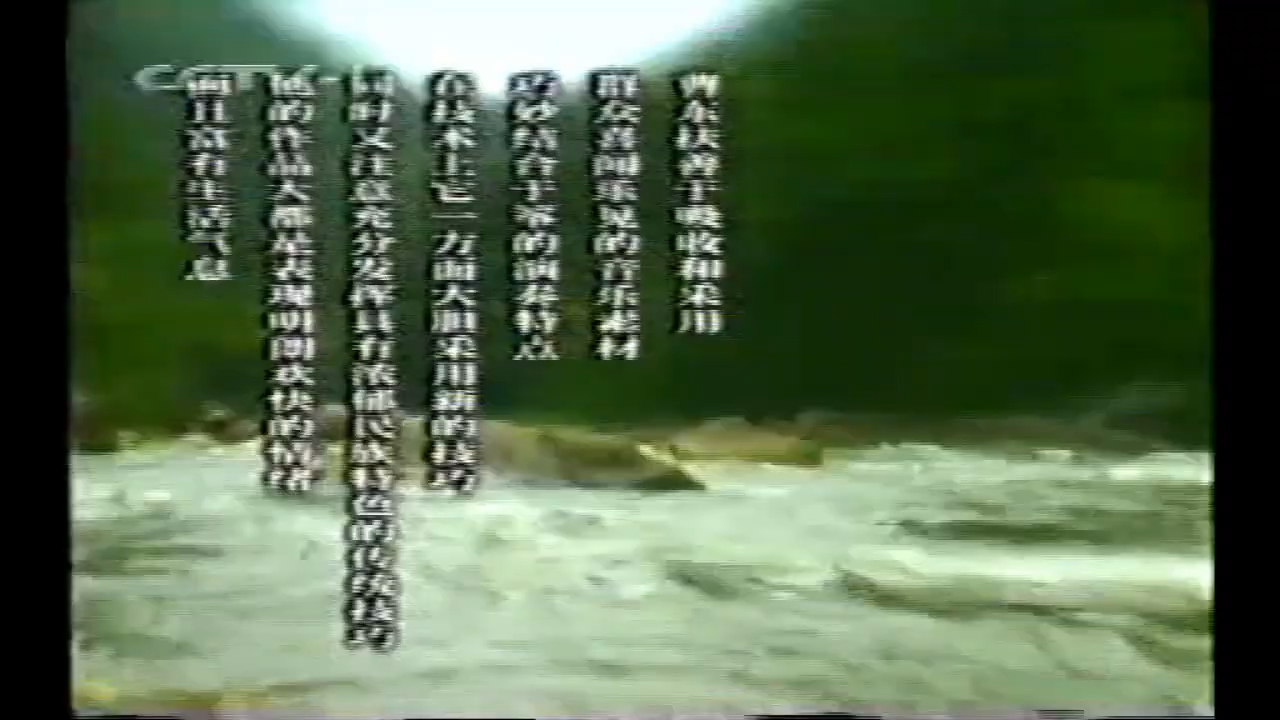 曹东扶善于吸收和采用
群众喜闻乐见的音乐素材
巧妙结合于筝的演奏特点
在技术上它一方面大胆采用新的技巧
同时又注意充分发挥具有浓郁民族特色的传统技巧
他的作品大都是表现明朗欢快的情绪
而且富有生活气息